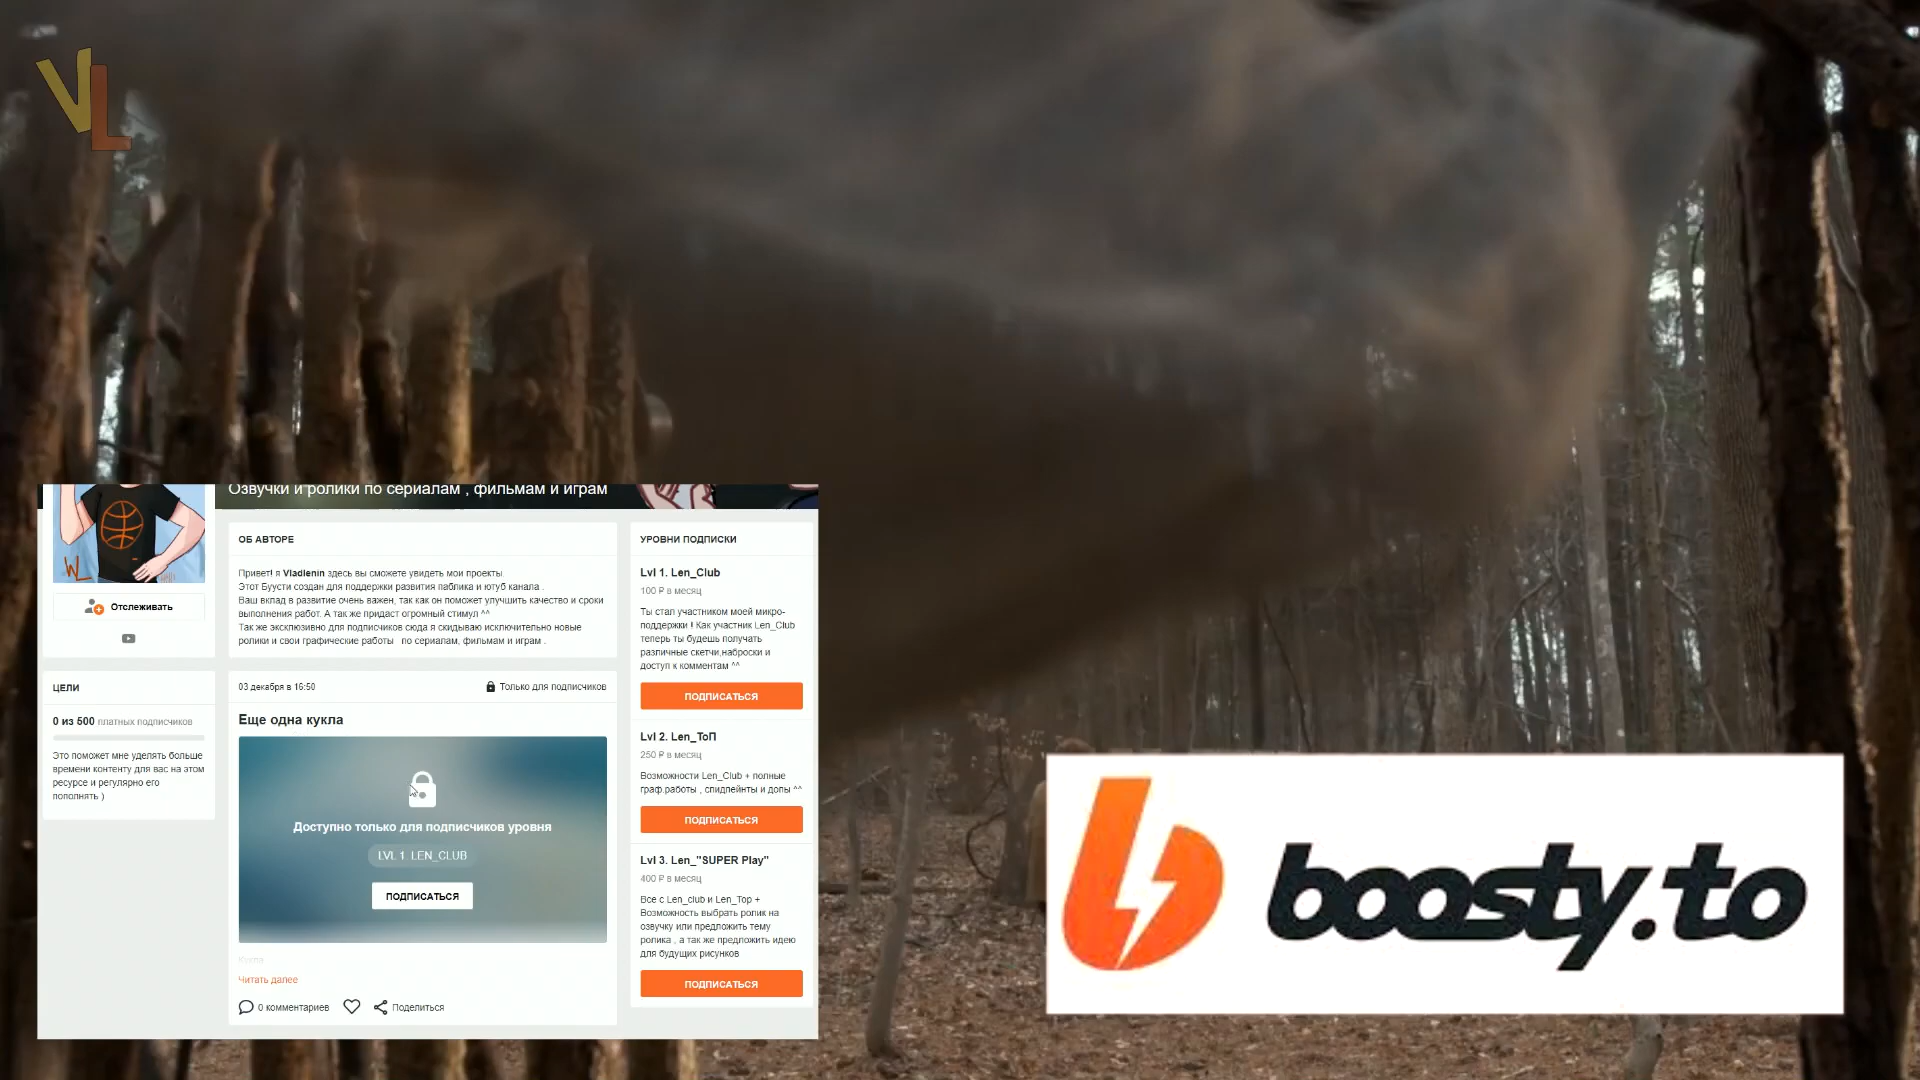 VL
Озвучки и ролики по сериалам , фильмам и играм
WL
Отслеживать
ЦЕЛИ
0 из 500 платных подписчиков
Это поможет мне уделять больше
времени контенту для вас на этом
ресурсе и регулярно его
пополнять )
ОБ АВТОРЕ
Привет! я Vladlenin здесь вы сможете увидеть мои проекты
Этот Буусти создан для поддержки развития паблика и ютуб канала .
Ваш вклад в развитие очень важен, так как он поможет улучшить качество и сроки
выполнения работ. А так же придаст огромный стимул ^^
Так же эксклюзивно для подписчиков сюда я скидываю исключительно новые
ролики и свои графические работы по сериалам, фильмам и играм .
03 декабря в 16:50
Только для подписчиков
Еще одна кукла
Доступно только для подписчиков уровня
LVL 1. LEN_CLUB
ПОДПИСАТЬСЯ
Кукла
Читать далее
0 комментариев
Поделиться
УРОВНИ ПОДПИСКИ
Lvl 1. Len_Club
100 ₽ в месяц
Ты стал участником моей микро-
поддержки ! Как участник Len_Club
теперь ты будешь получать
различные скетчи,наброски и
доступ к комментам ^^
ПОДПИСАТЬСЯ
Lvl 2. Len_ТоП
250 ₽ в месяц
Возможности Len_Club + полные
граф.работы , спидпейнты и допы ^^
ПОДПИСАТЬСЯ
Lvl 3. Len_"SUPER Play"
400 ₽ в месяц
Все с Len_club и Len_Top +
Возможность выбрать ролик на
озвучку или предложить тему
ролика , а так же предложить идею
для будущих рисунков
ПОДПИСАТЬСЯ
boosty.to